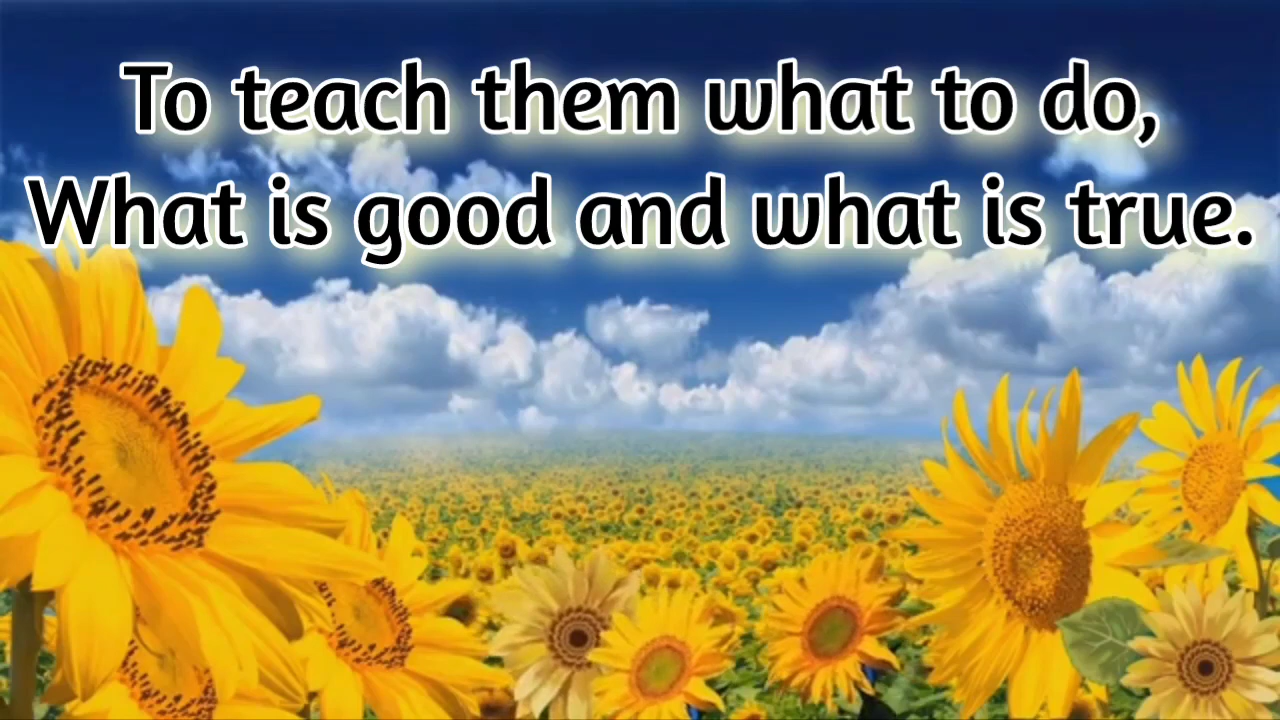 To teach them what to do,
What is good and what is true.